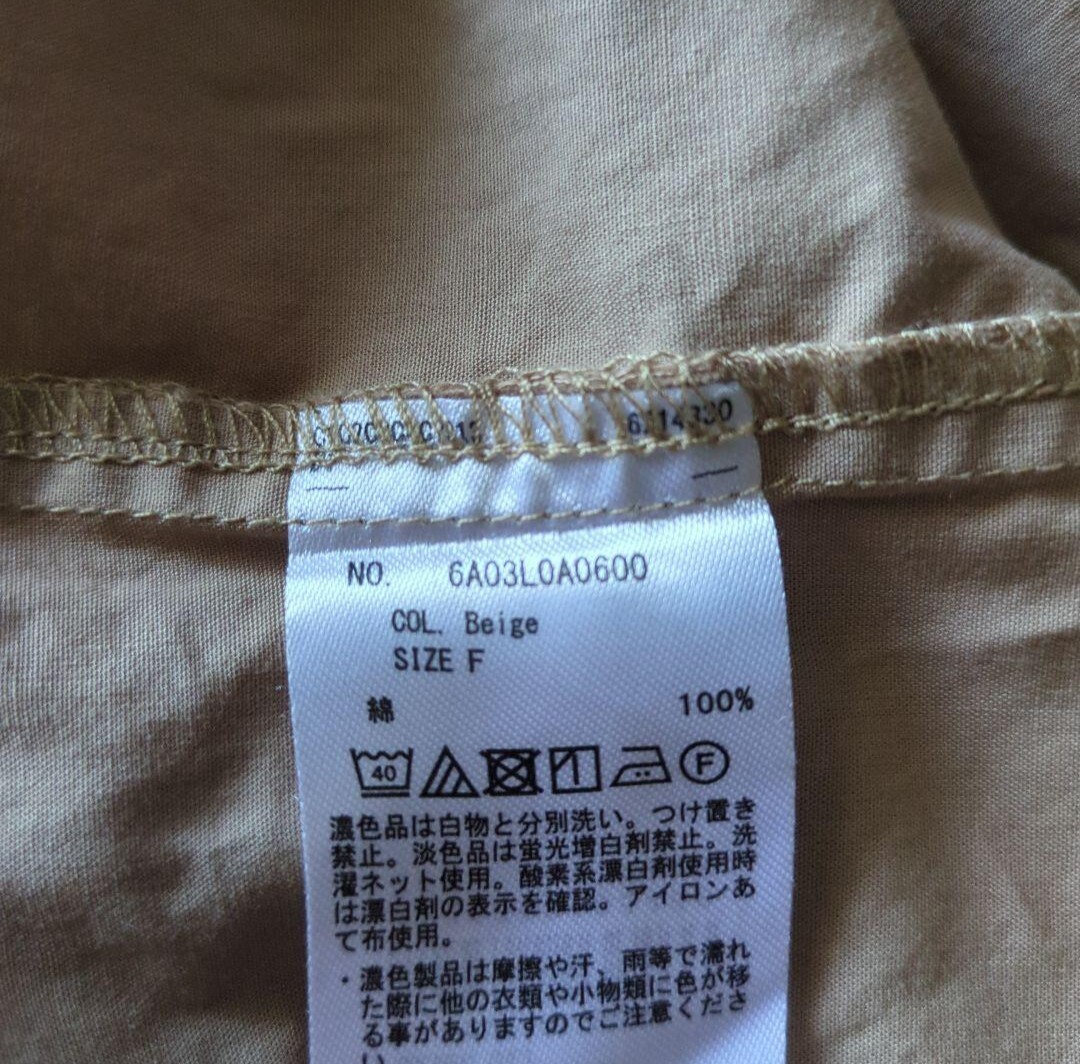 NO. 6A03L0A0600
COL. Beige
SIZE F
綿 100%
40
F
濃色品は白物と分別洗い。つけ置き
禁止。淡色品は蛍光増白剤禁止。洗
濯ネット使用。酸素系漂白剤使用時
は漂白剤の表示を確認。アイロンあ
て布使用。
・濃色製品は摩擦や汗、雨等で濡れ
た際に他の衣類や小物類に色が移
る事がありますのでご注意くださ
い